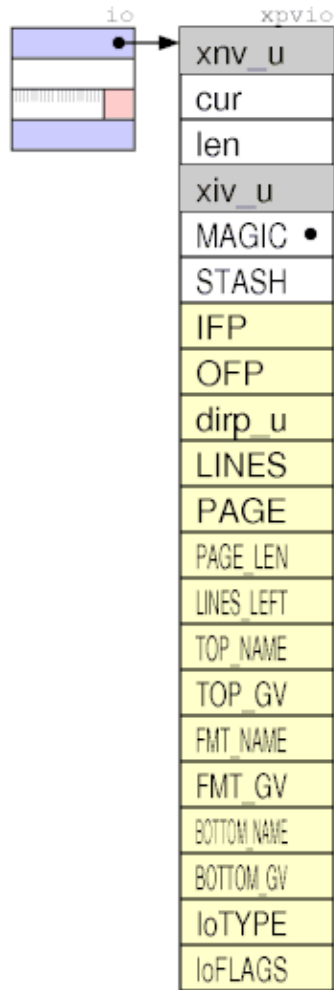 io xpvio
xnv_u
cur
len
xiv_u
MAGIC
STASH
IFP
OFP
dirp_u
LINES
PAGE
PAGE_LEN
LINES_LEFT
TOP_NAME
TOP_GV
FMT_NAME
FMT_GV
BOTTOM_NAME
BOTTOM_GV
IoTYPE
IoFLAGS